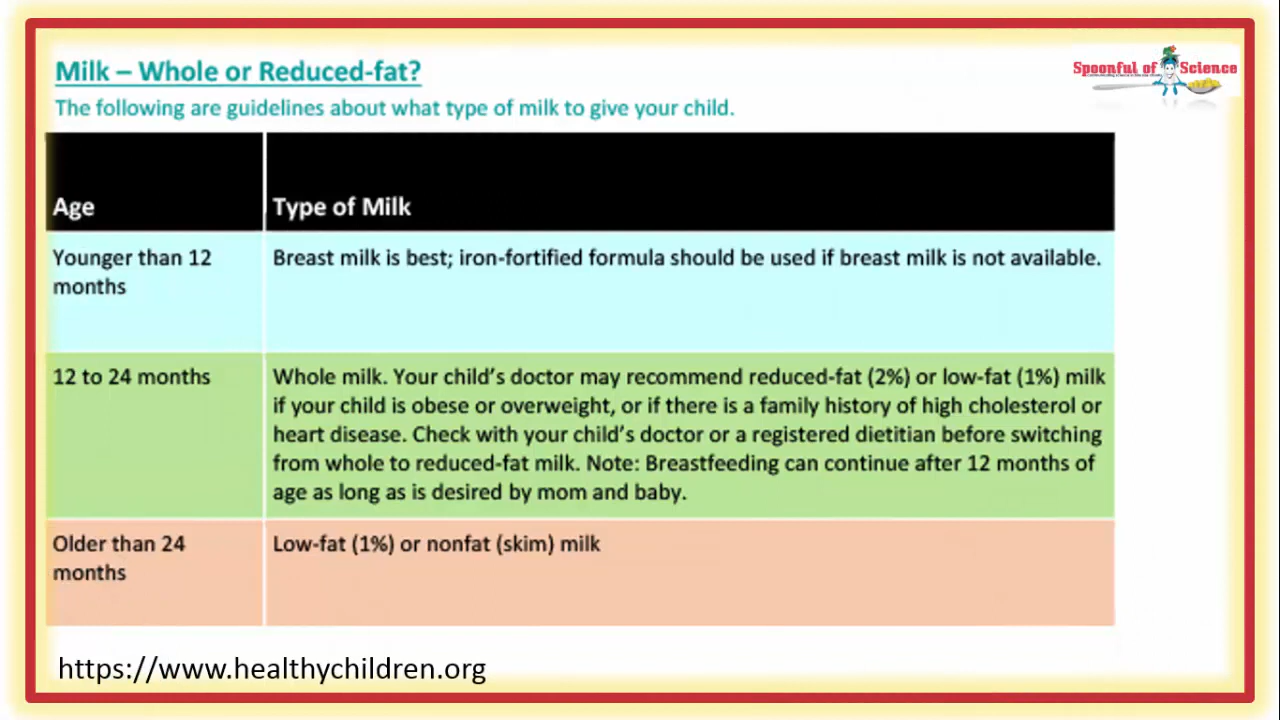 Milk – Whole or Reduced-fat?
Spoonful of Science
The following are guidelines about what type of milk to give your child.
Age
Type of Milk
Younger than 12
months
Breast milk is best; iron-fortified formula should be used if breast milk is not available.
12 to 24 months
Whole milk. Your child's doctor may recommend reduced-fat (2%) or low-fat (1%) milk
if your child is obese or overweight, or if there is a family history of high cholesterol or
heart disease. Check with your child's doctor or a registered dietitian before switching
from whole to reduced-fat milk. Note: Breastfeeding can continue after 12 months of
age as long as is desired by mom and baby.
Older than 24
months
Low-fat (1%) or nonfat (skim) milk
https://www.healthychildren.org